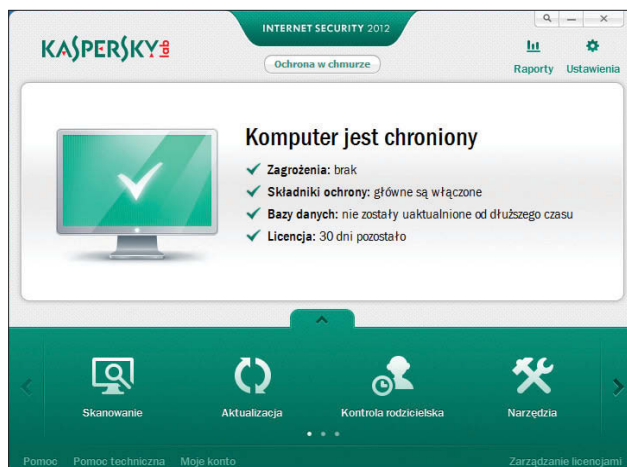 KASPERSKY lab
INTERNET SECURITY 2012
Ochrona w chmurze
Raporty
Ustawienia
Komputer jest chroniony
Zagrożenia: brak
Składniki ochrony: główne są włączone
Bazy danych: nie zostały uaktualnione od dłuższego czasu
Licencja: 30 dni pozostało
Skanowanie
Aktualizacja
Kontrola rodzicielska
Narzędzia
Pomoc
Pomoc techniczna
Moje konto
Zarządzanie licencjami